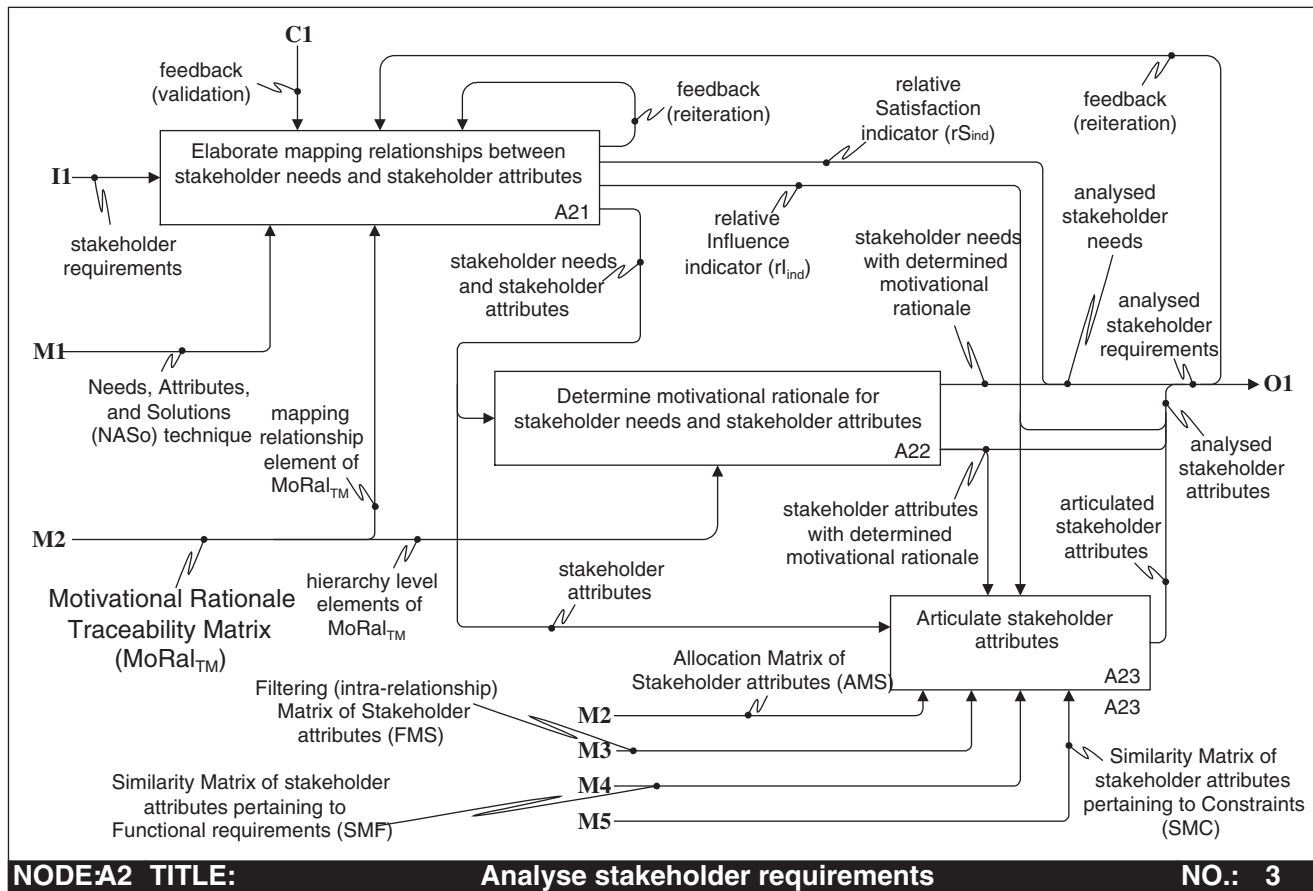 C1
feedback
(validation)
feedback
(reiteration)
relative
Satisfaction
indicator (rSind)
feedback
(reiteration)
Elaborate mapping relationships between
stakeholder needs and stakeholder attributes
A21
I1
stakeholder
requirements
relative
Influence
indicator (rIind)
stakeholder needs
and stakeholder
attributes
stakeholder needs
with determined
motivational
rationale
analysed
stakeholder
needs
analysed
stakeholder
requirements
M1
Needs, Attributes,
and Solutions
(NASo) technique
mapping
relationship
element of
MoRalTM
Determine motivational rationale for
stakeholder needs and stakeholder attributes
A22
O1
analysed
stakeholder
attributes
M2
Motivational Rationale
Traceability Matrix
(MoRalTM)
hierarchy level
elements of
MoRalTM
stakeholder
attributes
stakeholder attributes
with determined
motivational rationale
articulated
stakeholder
attributes
Articulate stakeholder
attributes
A23
A23
Allocation Matrix of
Stakeholder attributes (AMS)
Filtering (intra-relationship)
Matrix of Stakeholder
attributes (FMS)
M2
M3
M4
M5
Similarity Matrix of stakeholder
attributes pertaining to
Functional requirements (SMF)
Similarity Matrix of
stakeholder attributes
pertaining to Constraints
(SMC)
NODE:A2 TITLE: Analyse stakeholder requirements NO.: 3